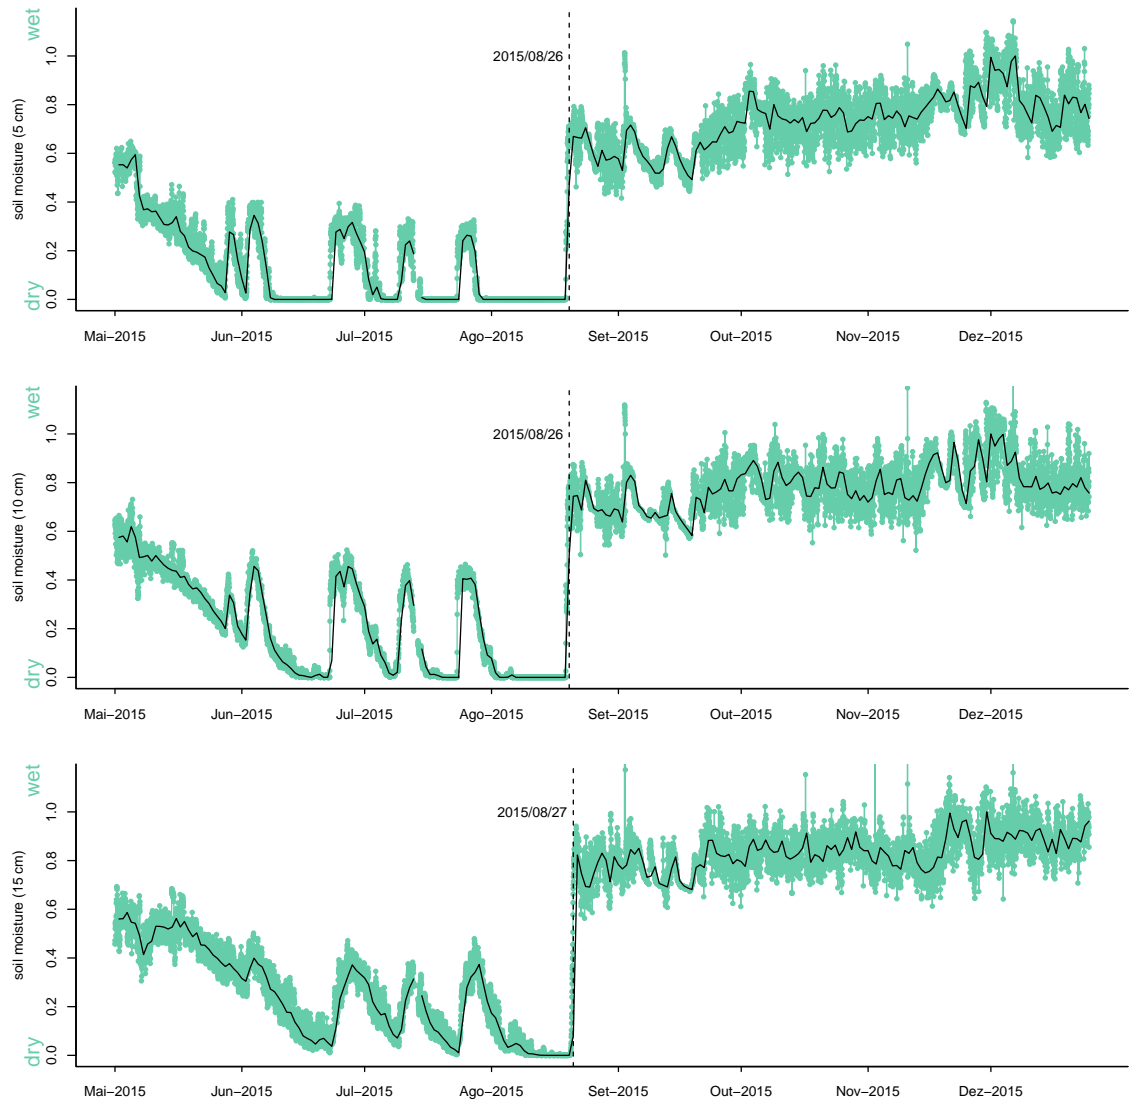 wet
dry
soil moisture (5 cm)
1.0
0.8
0.6
0.4
0.2
0.0
2015/08/26
Mai−2015 Jun−2015 Jul−2015 Ago−2015 Set−2015 Out−2015 Nov−2015 Dez−2015
wet
dry
soil moisture (10 cm)
1.0
0.8
0.6
0.4
0.2
0.0
2015/08/26
Mai−2015 Jun−2015 Jul−2015 Ago−2015 Set−2015 Out−2015 Nov−2015 Dez−2015
wet
dry
soil moisture (15 cm)
1.0
0.8
0.6
0.4
0.2
0.0
2015/08/27
Mai−2015 Jun−2015 Jul−2015 Ago−2015 Set−2015 Out−2015 Nov−2015 Dez−2015